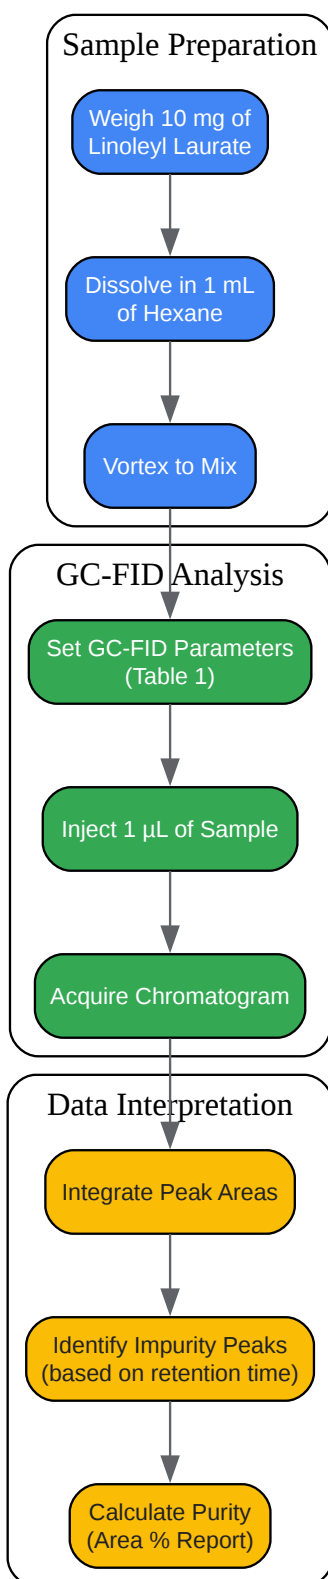 Sample Preparation
Weigh 10 mg of
Linoleyl Laurate
Dissolve in 1 mL
of Hexane
Vortex to Mix
GC-FID Analysis
Set GC-FID Parameters
(Table 1)
Inject 1 µL of Sample
Acquire Chromatogram
Data Interpretation
Integrate Peak Areas
Identify Impurity Peaks
(based on retention time)
Calculate Purity
(Area % Report)